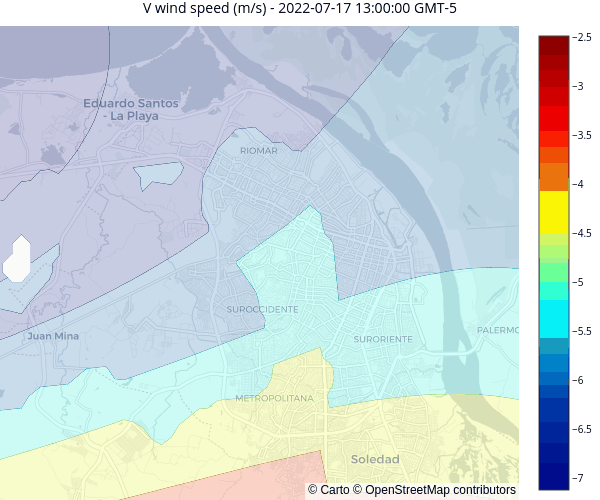 V wind speed (m/s) - 2022-07-17 13:00:00 GMT-5
Eduardo Santos
- La Playa
RIOMAR
SUROCCIDENTE
Juan Mina
SURORIENTE
PALERMO
METROPOLITANA
Soledad
© Carto © OpenStreetMap contributors
−2.5
−3
−3.5
−4
−4.5
−5
−5.5
−6
−6.5
−7